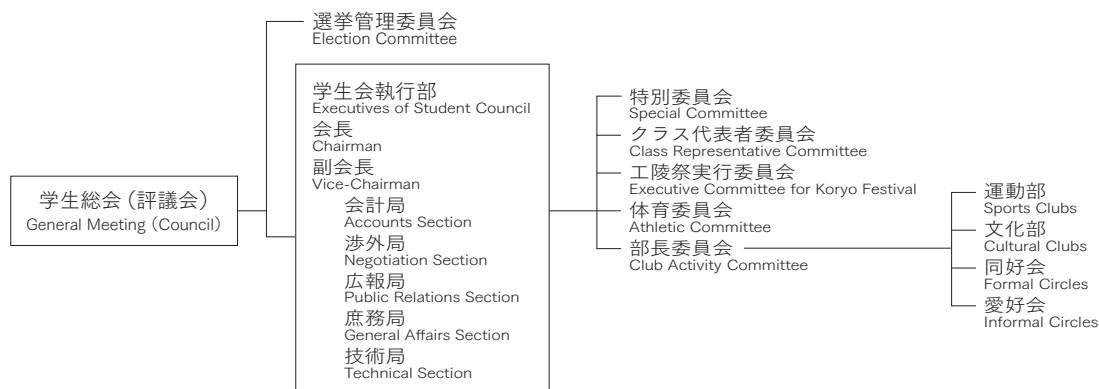 学生総会（評議会）
General Meeting (Council)
選挙管理委員会
Election Committee
学生会執行部
Executives of Student Council
会長
Chairman
副会長
Vice-Chairman
会計局
Accounts Section
渉外局
Negotiation Section
広報局
Public Relations Section
庶務局
General Affairs Section
技術局
Technical Section
特別委員会
Special Committee
クラス代表者委員会
Class Representative Committee
工陵祭実行委員会
Executive Committee for Koryo Festival
体育委員会
Athletic Committee
部長委員会
Club Activity Committee
運動部
Sports Clubs
文化部
Cultural Clubs
同好会
Formal Circles
愛好会
Informal Circles